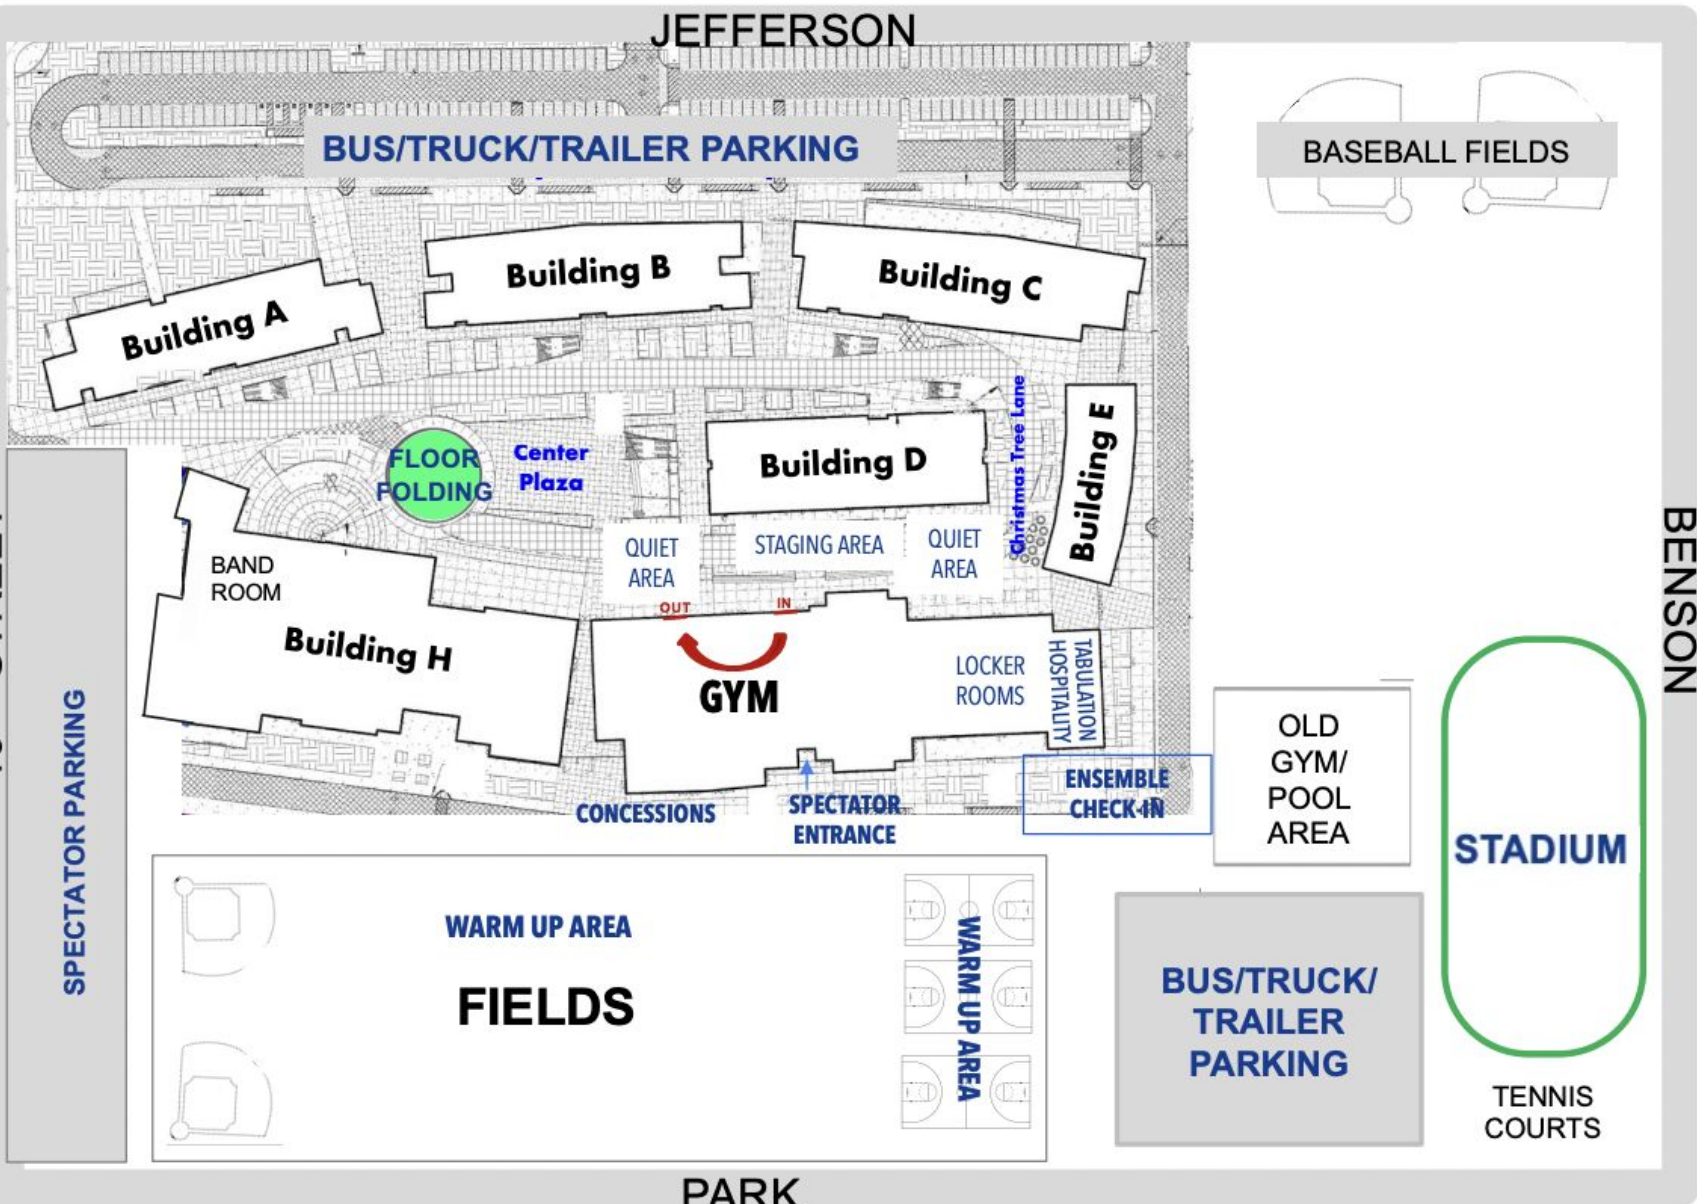 JEFFERSON
BUS/TRUCK/TRAILER PARKING
BASEBALL FIELDS
Building A
Building B
Building C
Building D
Building E
Christmas Tree Lane
FLOOR
FOLDING
Center
Plaza
QUIET
AREA
STAGING AREA
QUIET
AREA
BAND
ROOM
Building H
OUT
IN
GYM
LOCKER
ROOMS
TABULATION
HOSPITALITY
BENSON
SPECTATOR PARKING
CONCESSIONS
SPECTATOR
ENTRANCE
ENSEMBLE
CHECK-IN
OLD
GYM/
POOL
AREA
STADIUM
WARM UP AREA
FIELDS
WARM UP AREA
BUS/TRUCK/
TRAILER
PARKING
TENNIS
COURTS
PARK